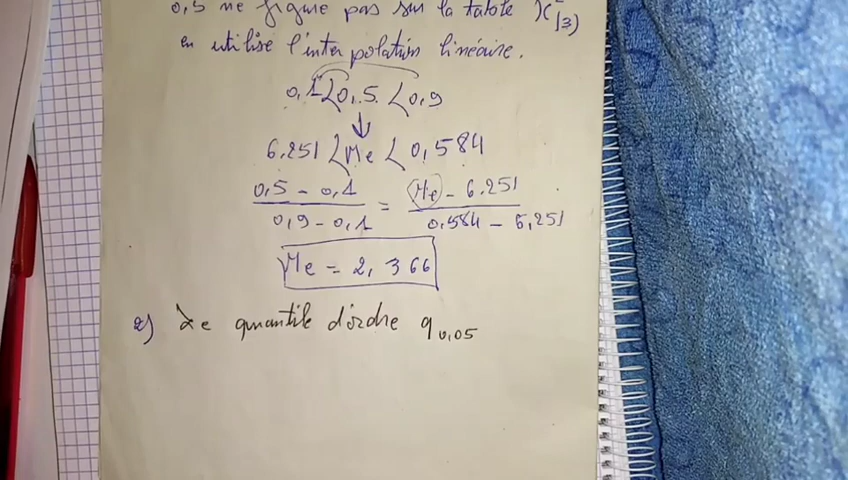 0,5 ne figure pas sur la table χ²(3)
en utilise l'interpolation linéaire.
0,1 < 0,5 < 0,9
↓
6.251 < Me < 0,584
0,5 - 0,1 / 0,9 - 0,1 = Me - 6.251 / 0.584 - 6,251
Me = 2,366
2) Le quantile d'ordre q0,05